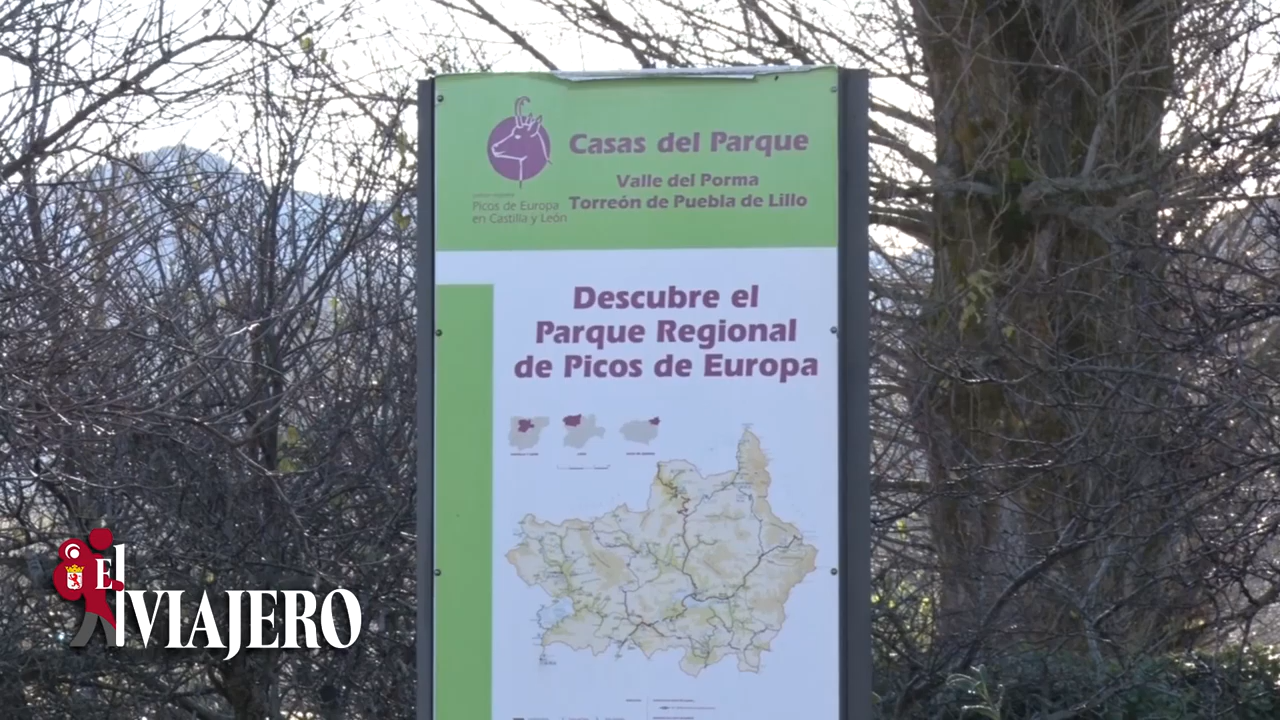 Casas del Parque
Valle del Porma
Torreón de Puebla de Lillo
Picos de Europa
en Castilla y León
Descubre el
Parque Regional
de Picos de Europa
El
VIAJERO